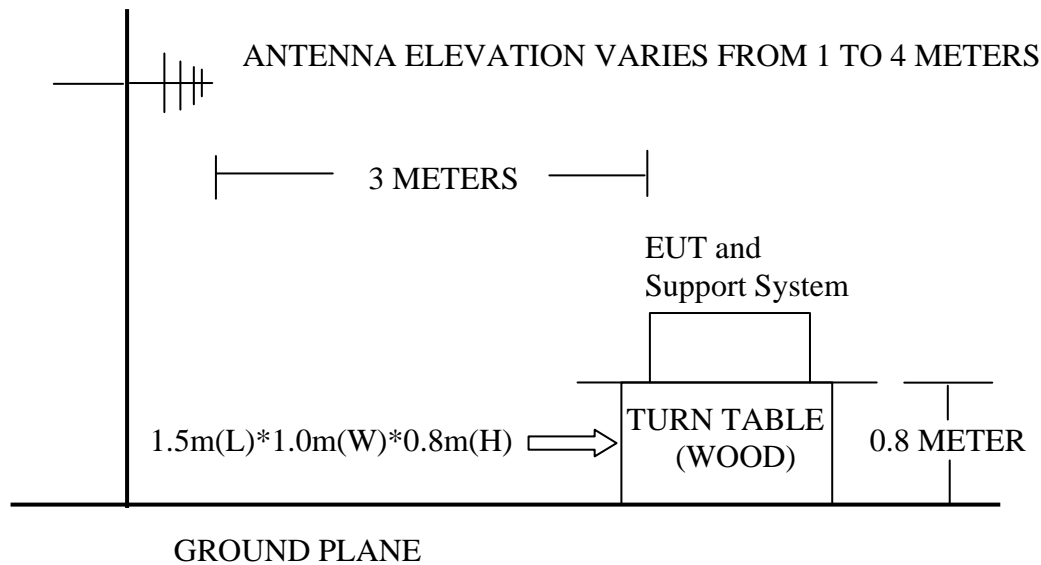 ANTENNA ELEVATION VARIES FROM 1 TO 4 METERS
3 METERS
EUT and
Support System
1.5m(L)*1.0m(W)*0.8m(H)
TURN TABLE
(WOOD)
0.8 METER
GROUND PLANE